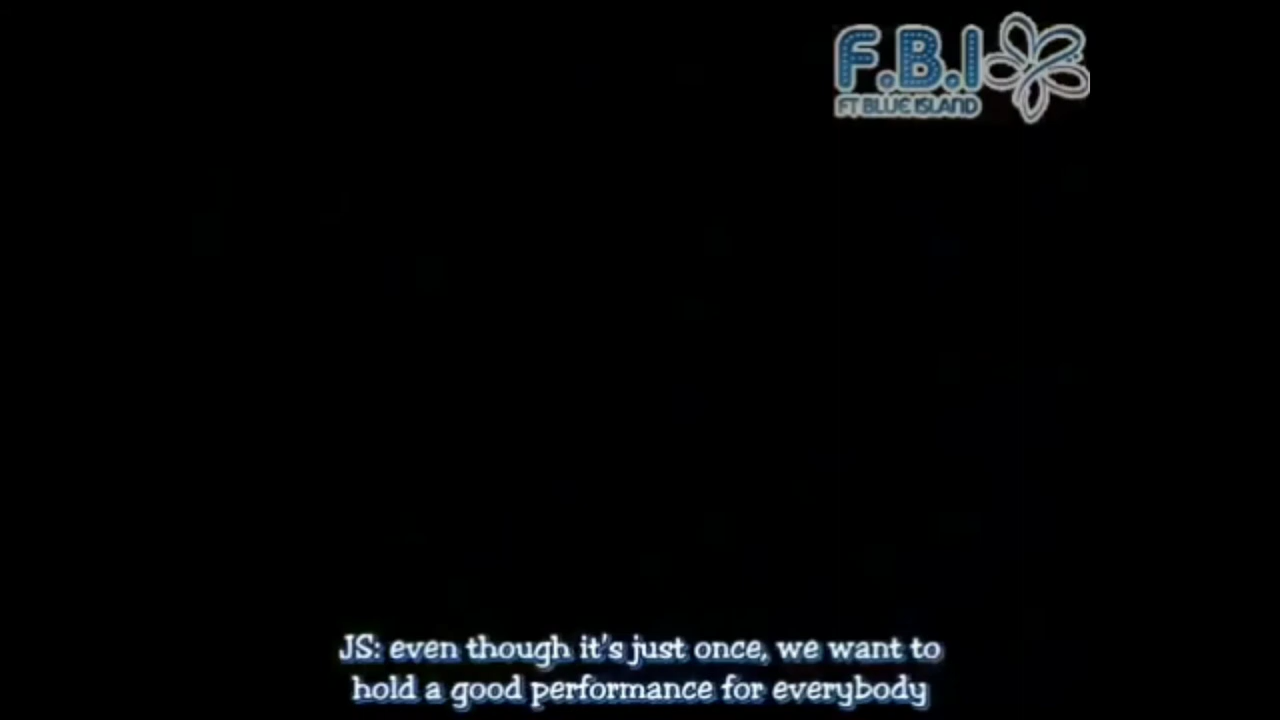 F.B.I
FT BLUE ISLAND
JS: even though it's just once, we want to
hold a good performance for everybody